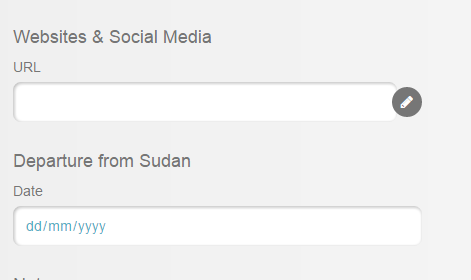 Websites & Social Media
URL
Departure from Sudan
Date
dd/mm/yyyy